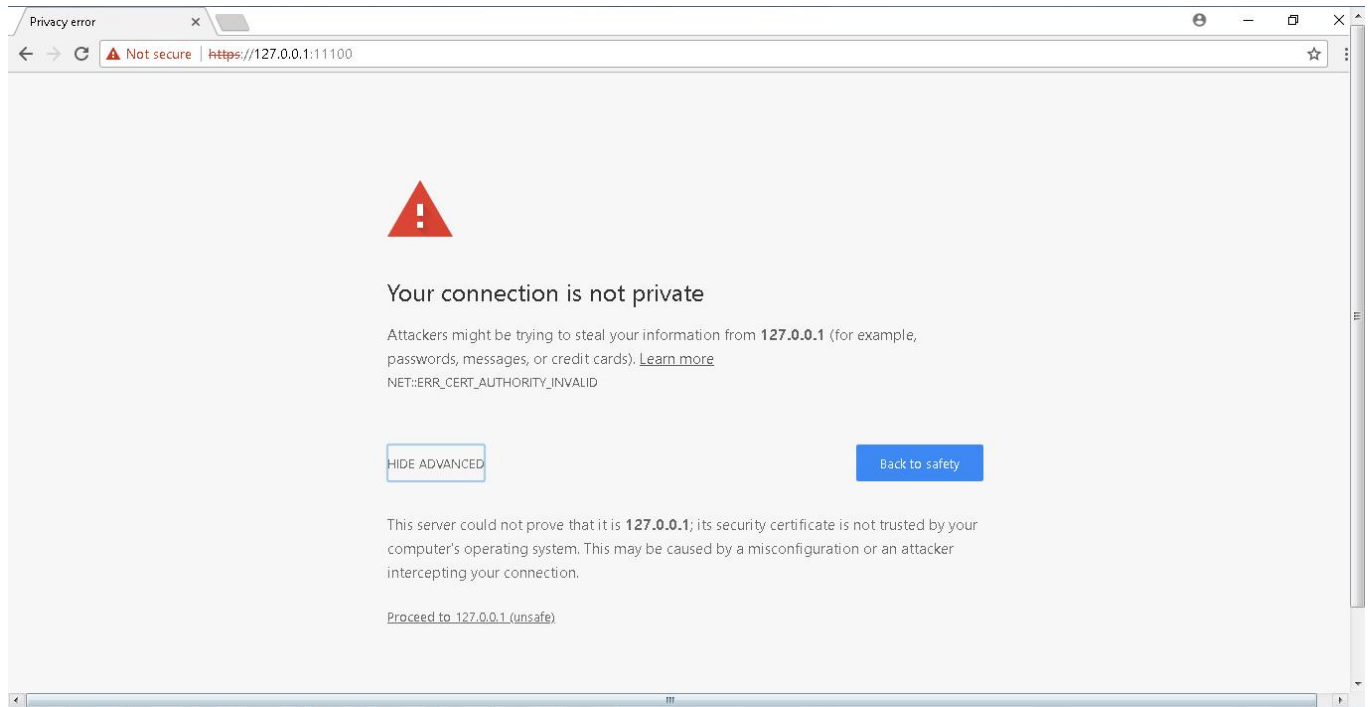 Privacy error
Not secure | https://127.0.0.1:11100
Your connection is not private
Attackers might be trying to steal your information from 127.0.0.1 (for example,
passwords, messages, or credit cards). Learn more
NET::ERR_CERT_AUTHORITY_INVALID
HIDE ADVANCED
Back to safety
This server could not prove that it is 127.0.0.1; its security certificate is not trusted by your
computer's operating system. This may be caused by a misconfiguration or an attacker
intercepting your connection.
Proceed to 127.0.0.1 (unsafe)